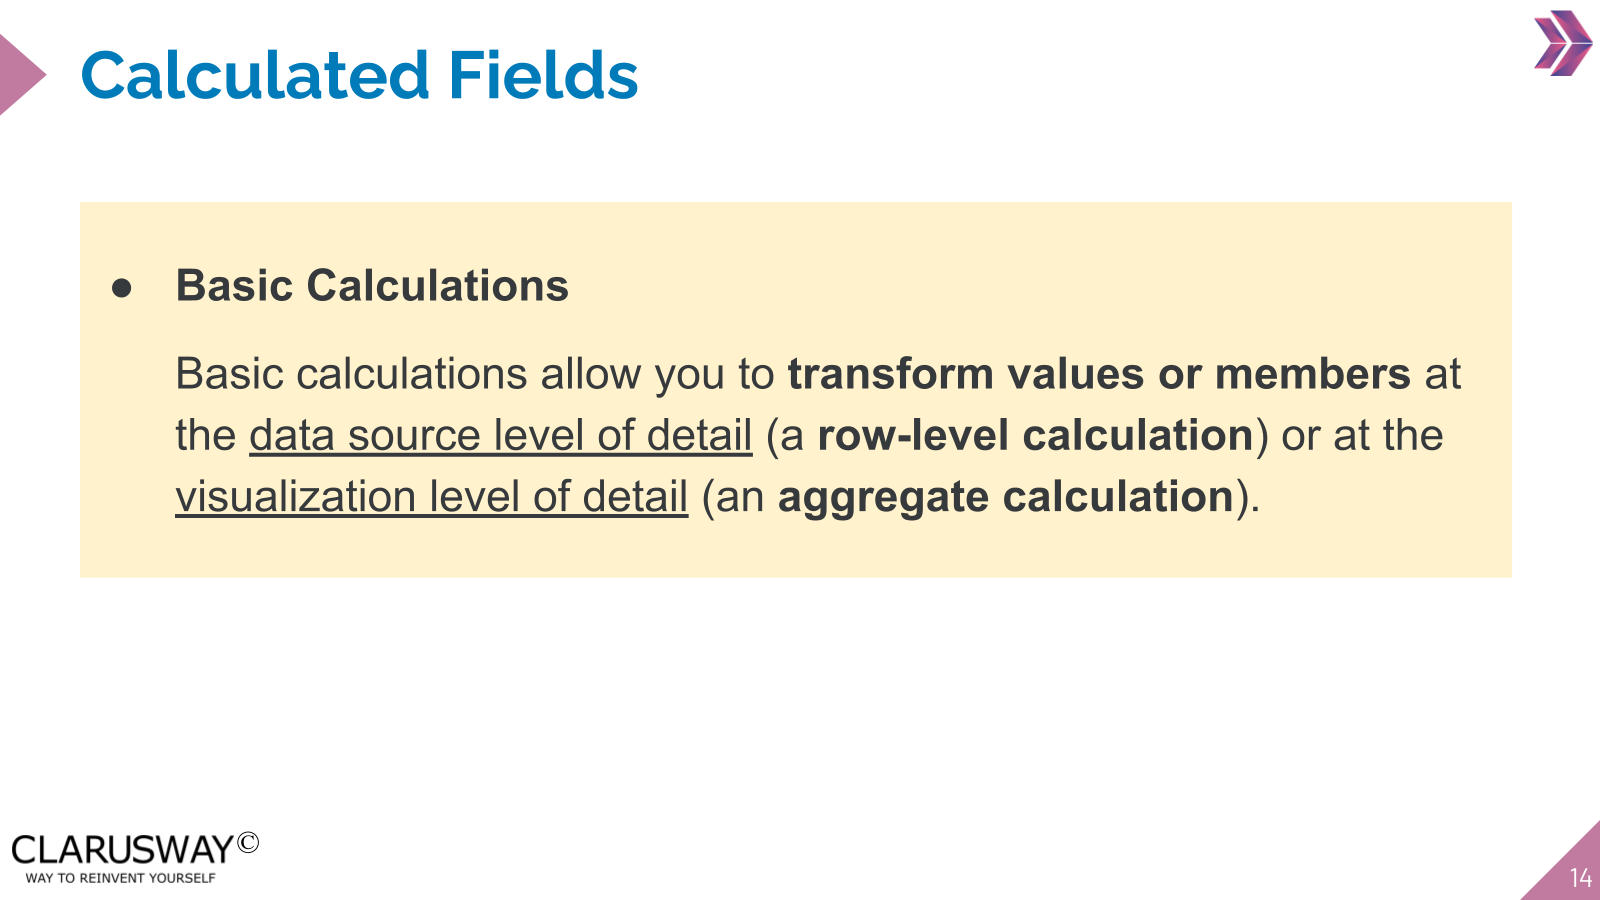 Calculated Fields
● Basic Calculations
Basic calculations allow you to transform values or members at
the data source level of detail (a row-level calculation) or at the
visualization level of detail (an aggregate calculation).
CLARUSWAY©
WAY TO REINVENT YOURSELF
14